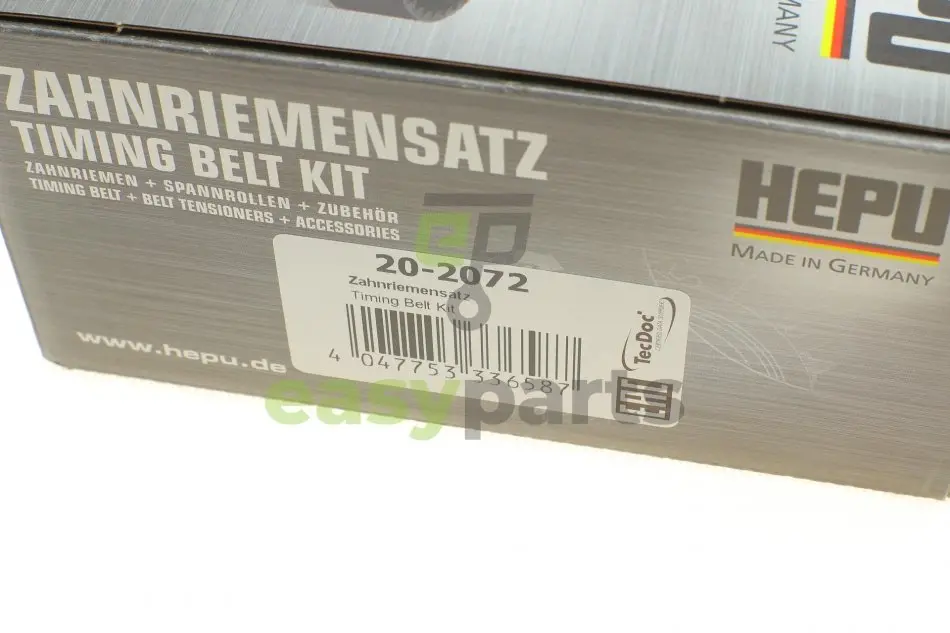 MANY
ZAHNRIEMENSATZ
TIMING BELT KIT
ZAHNRIEMEN + SPANNROLLEN + ZUBEHÖR
TIMING BELT + BELT TENSIONERS + ACCESSORIES
HEPU
MADE IN GERMANY
20-2072
Zahnriemensatz
Timing Belt Kit
4 047753 336587
TecDoc
EAC
www.hepu.de
easyparts